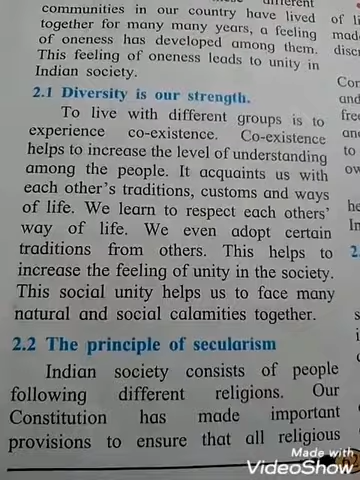 different
communities in our country have lived
together for many many years, a feeling
of oneness has developed among them.
This feeling of oneness leads to unity in
Indian society.
2.1 Diversity is our strength.
To live with different groups is to
experience co-existence. Co-existence
helps to increase the level of understanding
among the people. It acquaints us with
each other's traditions, customs and ways
of life. We learn to respect each others'
way of life. We even adopt certain
traditions from others. This helps to
increase the feeling of unity in the society.
This social unity helps us to face many
natural and social calamities together.
2.2 The principle of secularism
Indian society consists of people
following different religions. Our
Constitution has made important
provisions to ensure that all religious
of
made
and
to
2.
Made with
VideoShow